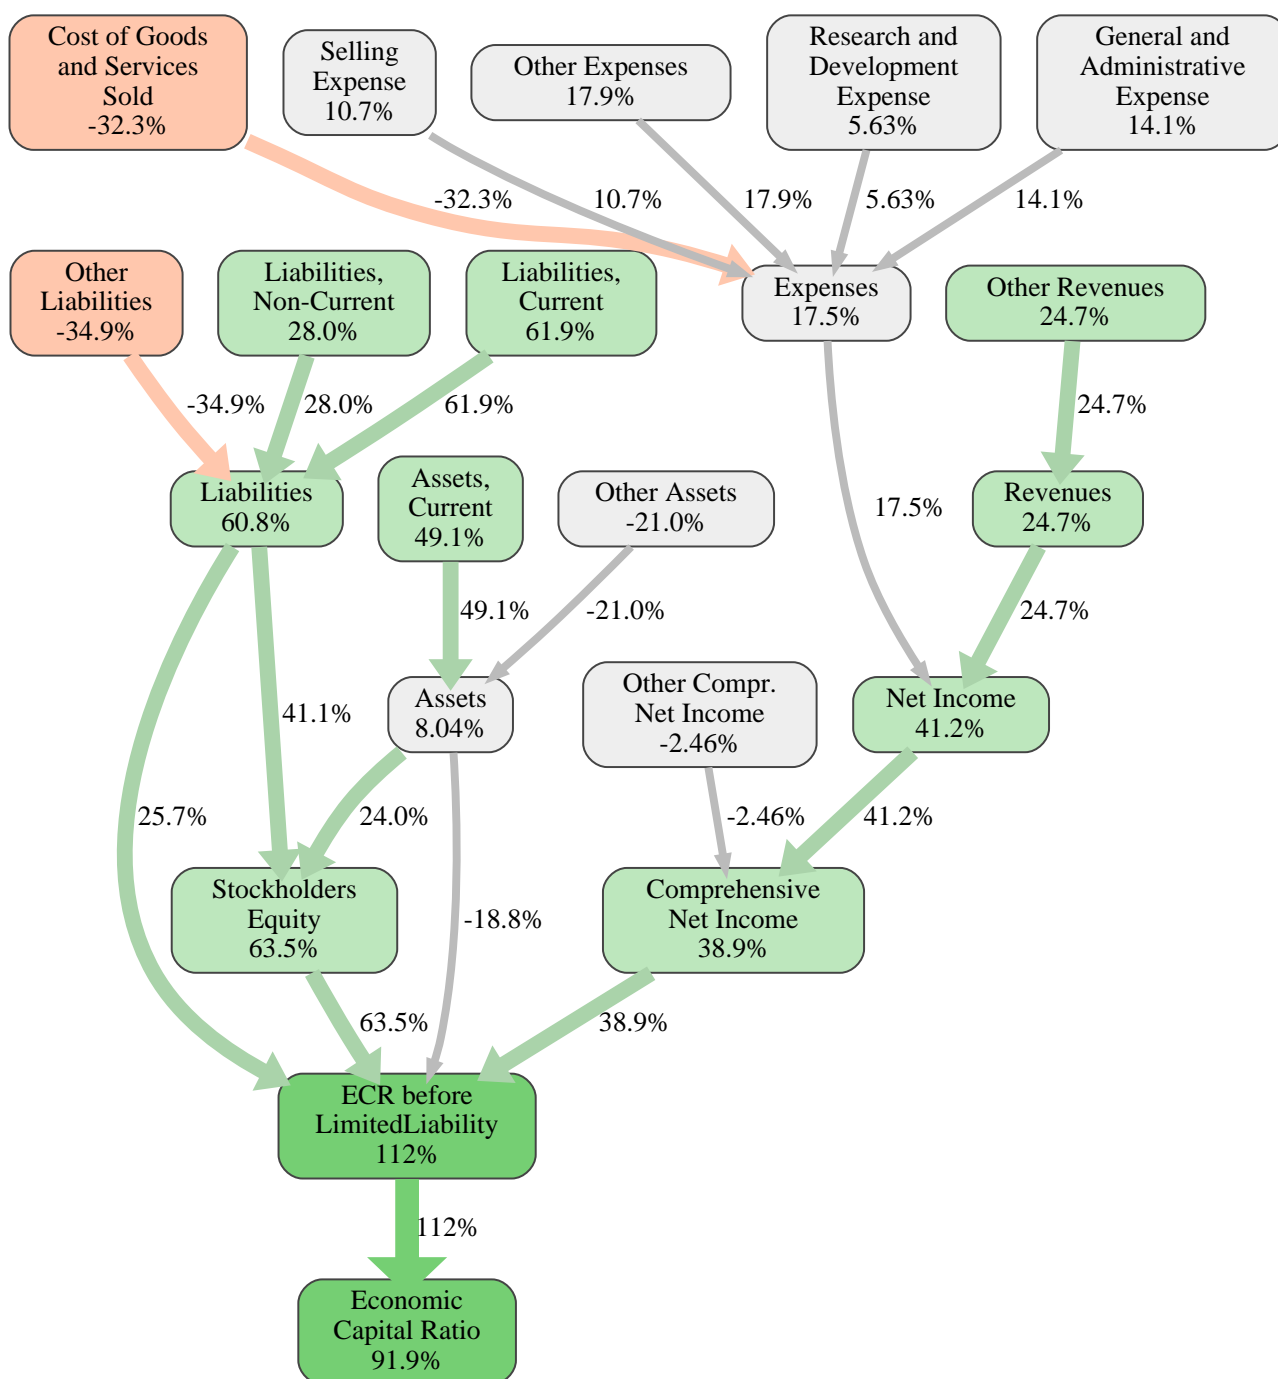 Cost of Goods
and Services
Sold
-32.3%
Selling
Expense
10.7%
Other Expenses
17.9%
Research and
Development
Expense
5.63%
General and
Administrative
Expense
14.1%
-32.3%
10.7%
17.9%
5.63%
14.1%
Other
Liabilities
-34.9%
Liabilities,
Non-Current
28.0%
Liabilities,
Current
61.9%
Expenses
17.5%
Other Revenues
24.7%
-34.9%
28.0%
61.9%
24.7%
Liabilities
60.8%
Assets,
Current
49.1%
Other Assets
-21.0%
17.5%
Revenues
24.7%
49.1%
-21.0%
24.7%
41.1%
Assets
8.04%
Other Compr.
Net Income
-2.46%
Net Income
41.2%
25.7%
24.0%
-2.46%
41.2%
Stockholders
Equity
63.5%
-18.8%
Comprehensive
Net Income
38.9%
63.5%
38.9%
ECR before
LimitedLiability
112%
112%
Economic
Capital Ratio
91.9%